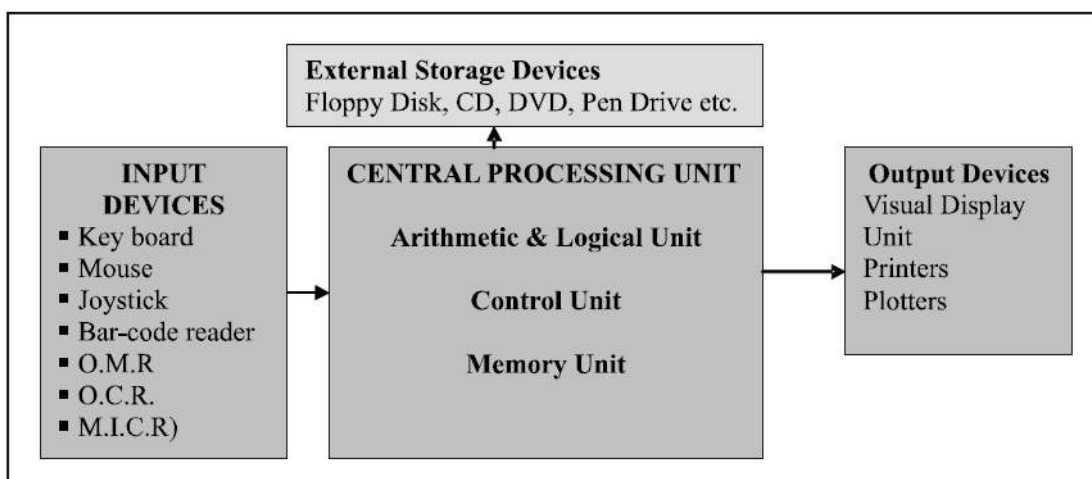 External Storage Devices
Floppy Disk, CD, DVD, Pen Drive etc.
INPUT
DEVICES
▪ Key board
▪ Mouse
▪ Joystick
▪ Bar-code reader
▪ O.M.R
▪ O.C.R.
▪ M.I.C.R)
CENTRAL PROCESSING UNIT
Arithmetic & Logical Unit
Control Unit
Memory Unit
Output Devices
Visual Display
Unit
Printers
Plotters